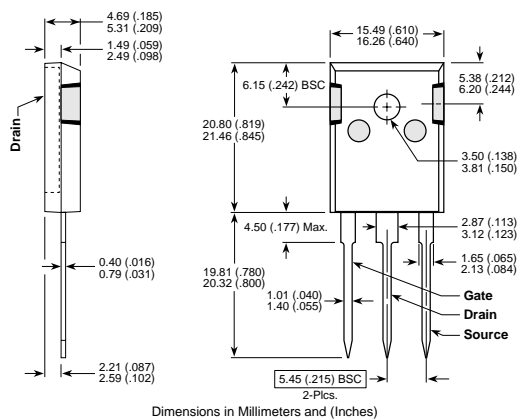 4.69 (.185)
5.31 (.209)
1.49 (.059)
2.49 (.098)
15.49 (.610)
16.26 (.640)
6.15 (.242) BSC
5.38 (.212)
6.20 (.244)
Drain
20.80 (.819)
21.46 (.845)
3.50 (.138)
3.81 (.150)
4.50 (.177) Max.
2.87 (.113)
3.12 (.123)
0.40 (.016)
0.79 (.031)
19.81 (.780)
20.32 (.800)
1.65 (.065)
2.13 (.084)
1.01 (.040)
1.40 (.055)
Gate
Drain
Source
2.21 (.087)
2.59 (.102)
5.45 (.215) BSC
2-Plcs.
Dimensions in Millimeters and (Inches)